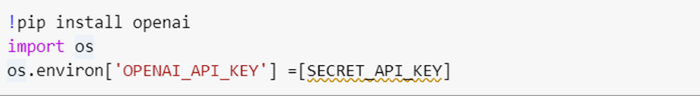 !pip install openai
import os
os.environ['OPENAI_API_KEY'] =[SECRET_API_KEY]